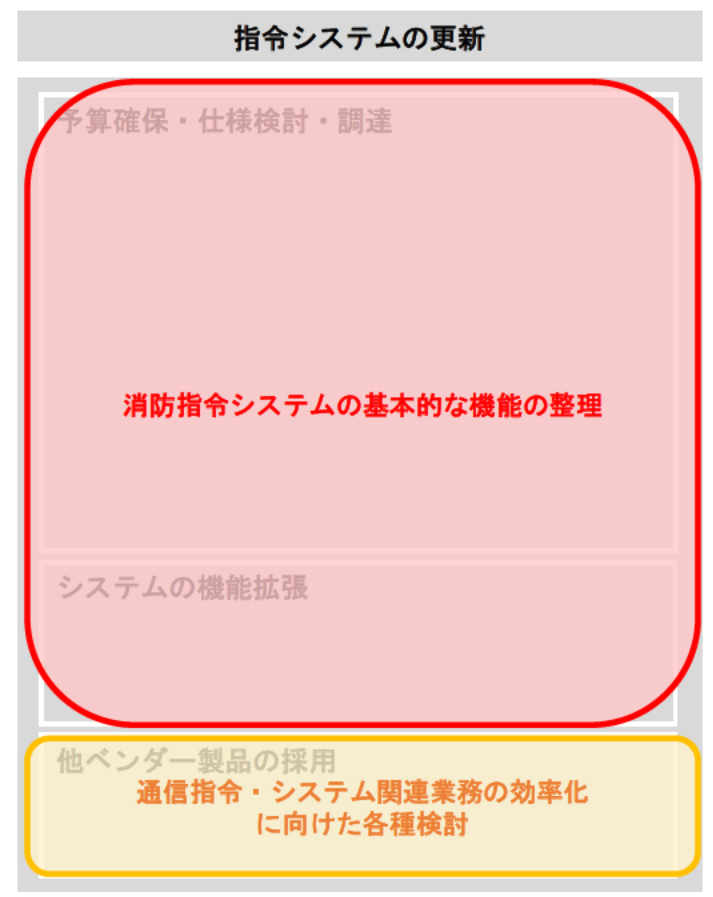 指令システムの更新
予算確保・仕様検討・調達
消防指令システムの基本的な機能の整理
システムの機能拡張
他ベンダー製品の採用
通信指令・システム関連業務の効率化
に向けた各種検討